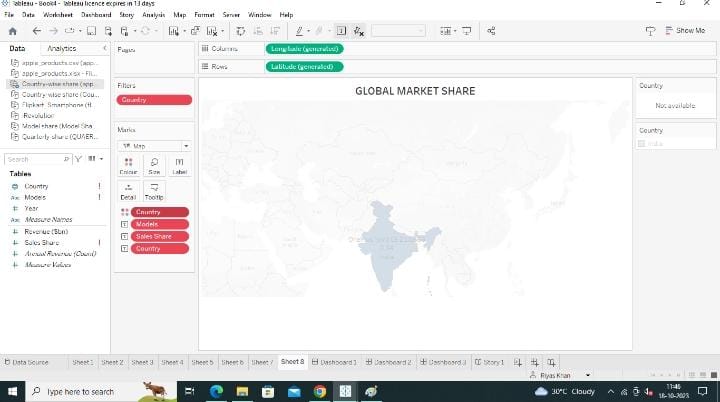 Tableau - Book4 - Tableau licence expires in 13 days
File Data Worksheet Dashboard Story Analysis Map Format Server Window Help
Show Me
Data Analytics
Pages
Columns Longitude (generated)
Rows Latitude (generated)
apple_products.csv (app...
apple_products.xlsx - Fli...
Country-wise share (app...
Country-wise share (Cou...
Flipkart Smartphone (fl...
iRevolution
Model share (Model Sha...
Quarterly share (QUAER...
Search
Tables
Country
Models
Year
Measure Names
Revenue ($bn)
Sales Share
Annual Revenue (Count)
Measure Values
Filters
Country
Marks
Map
Colour Size Label
Detail Tooltip
Country
Models
Sales Share
Country
GLOBAL MARKET SHARE
India
Country
Not available.
Country
India
Data Source Sheet 1 Sheet 2 Sheet 3 Sheet 4 Sheet 5 Sheet 6 Sheet 7 Sheet 8 Dashboard 1 Dashboard 2 Dashboard 3 Story 1
Riyas Khan
Type here to search
30°C Cloudy
11:46
18-10-2023